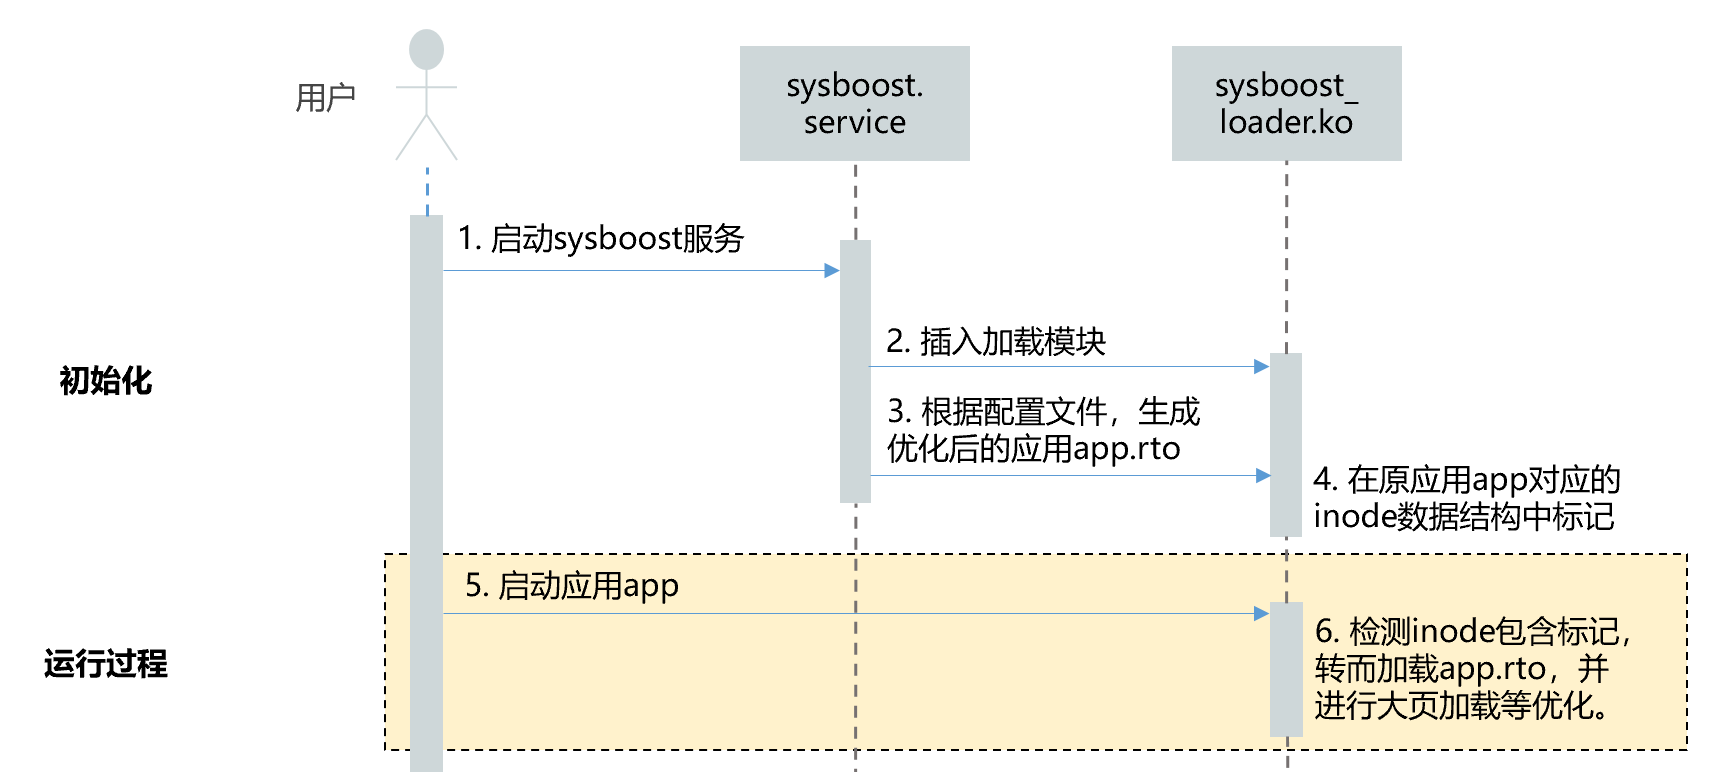 用户
sysboost.
service
sysboost_
loader.ko
1. 启动sysboost服务
2. 插入加载模块
初始化
3. 根据配置文件，生成
优化后的应用app.rto
4. 在原应用app对应的
inode数据结构中标记
5. 启动应用app
运行过程
6. 检测inode包含标记，
转而加载app.rto，并
进行大页加载等优化。